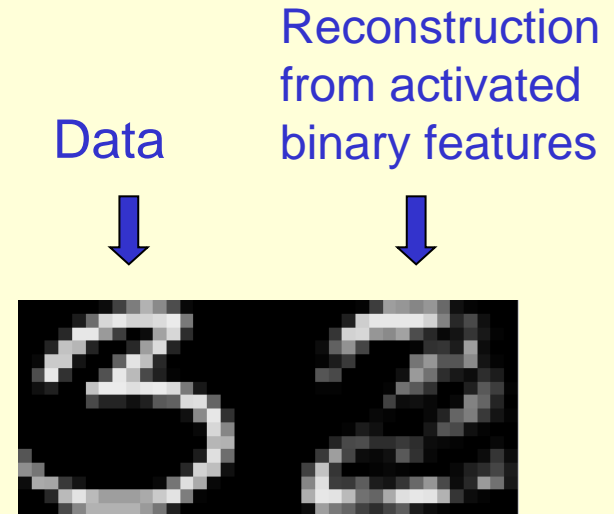 Data
Reconstruction
from activated
binary features